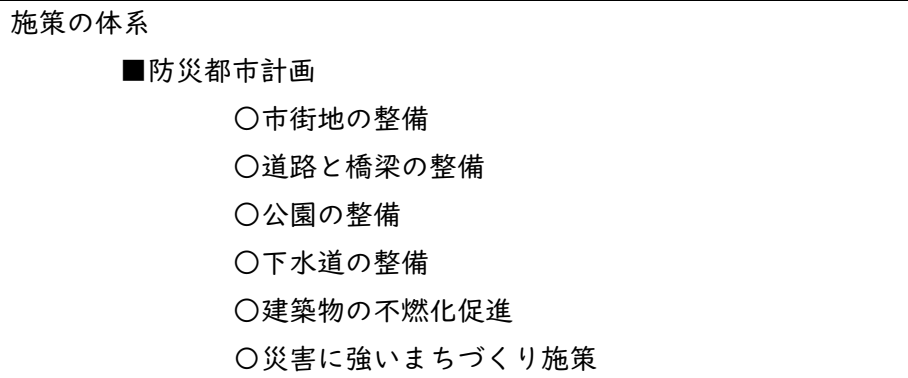 施策の体系
■防災都市計画
〇市街地の整備
〇道路と橋梁の整備
〇公園の整備
〇下水道の整備
〇建築物の不燃化促進
〇災害に強いまちづくり施策